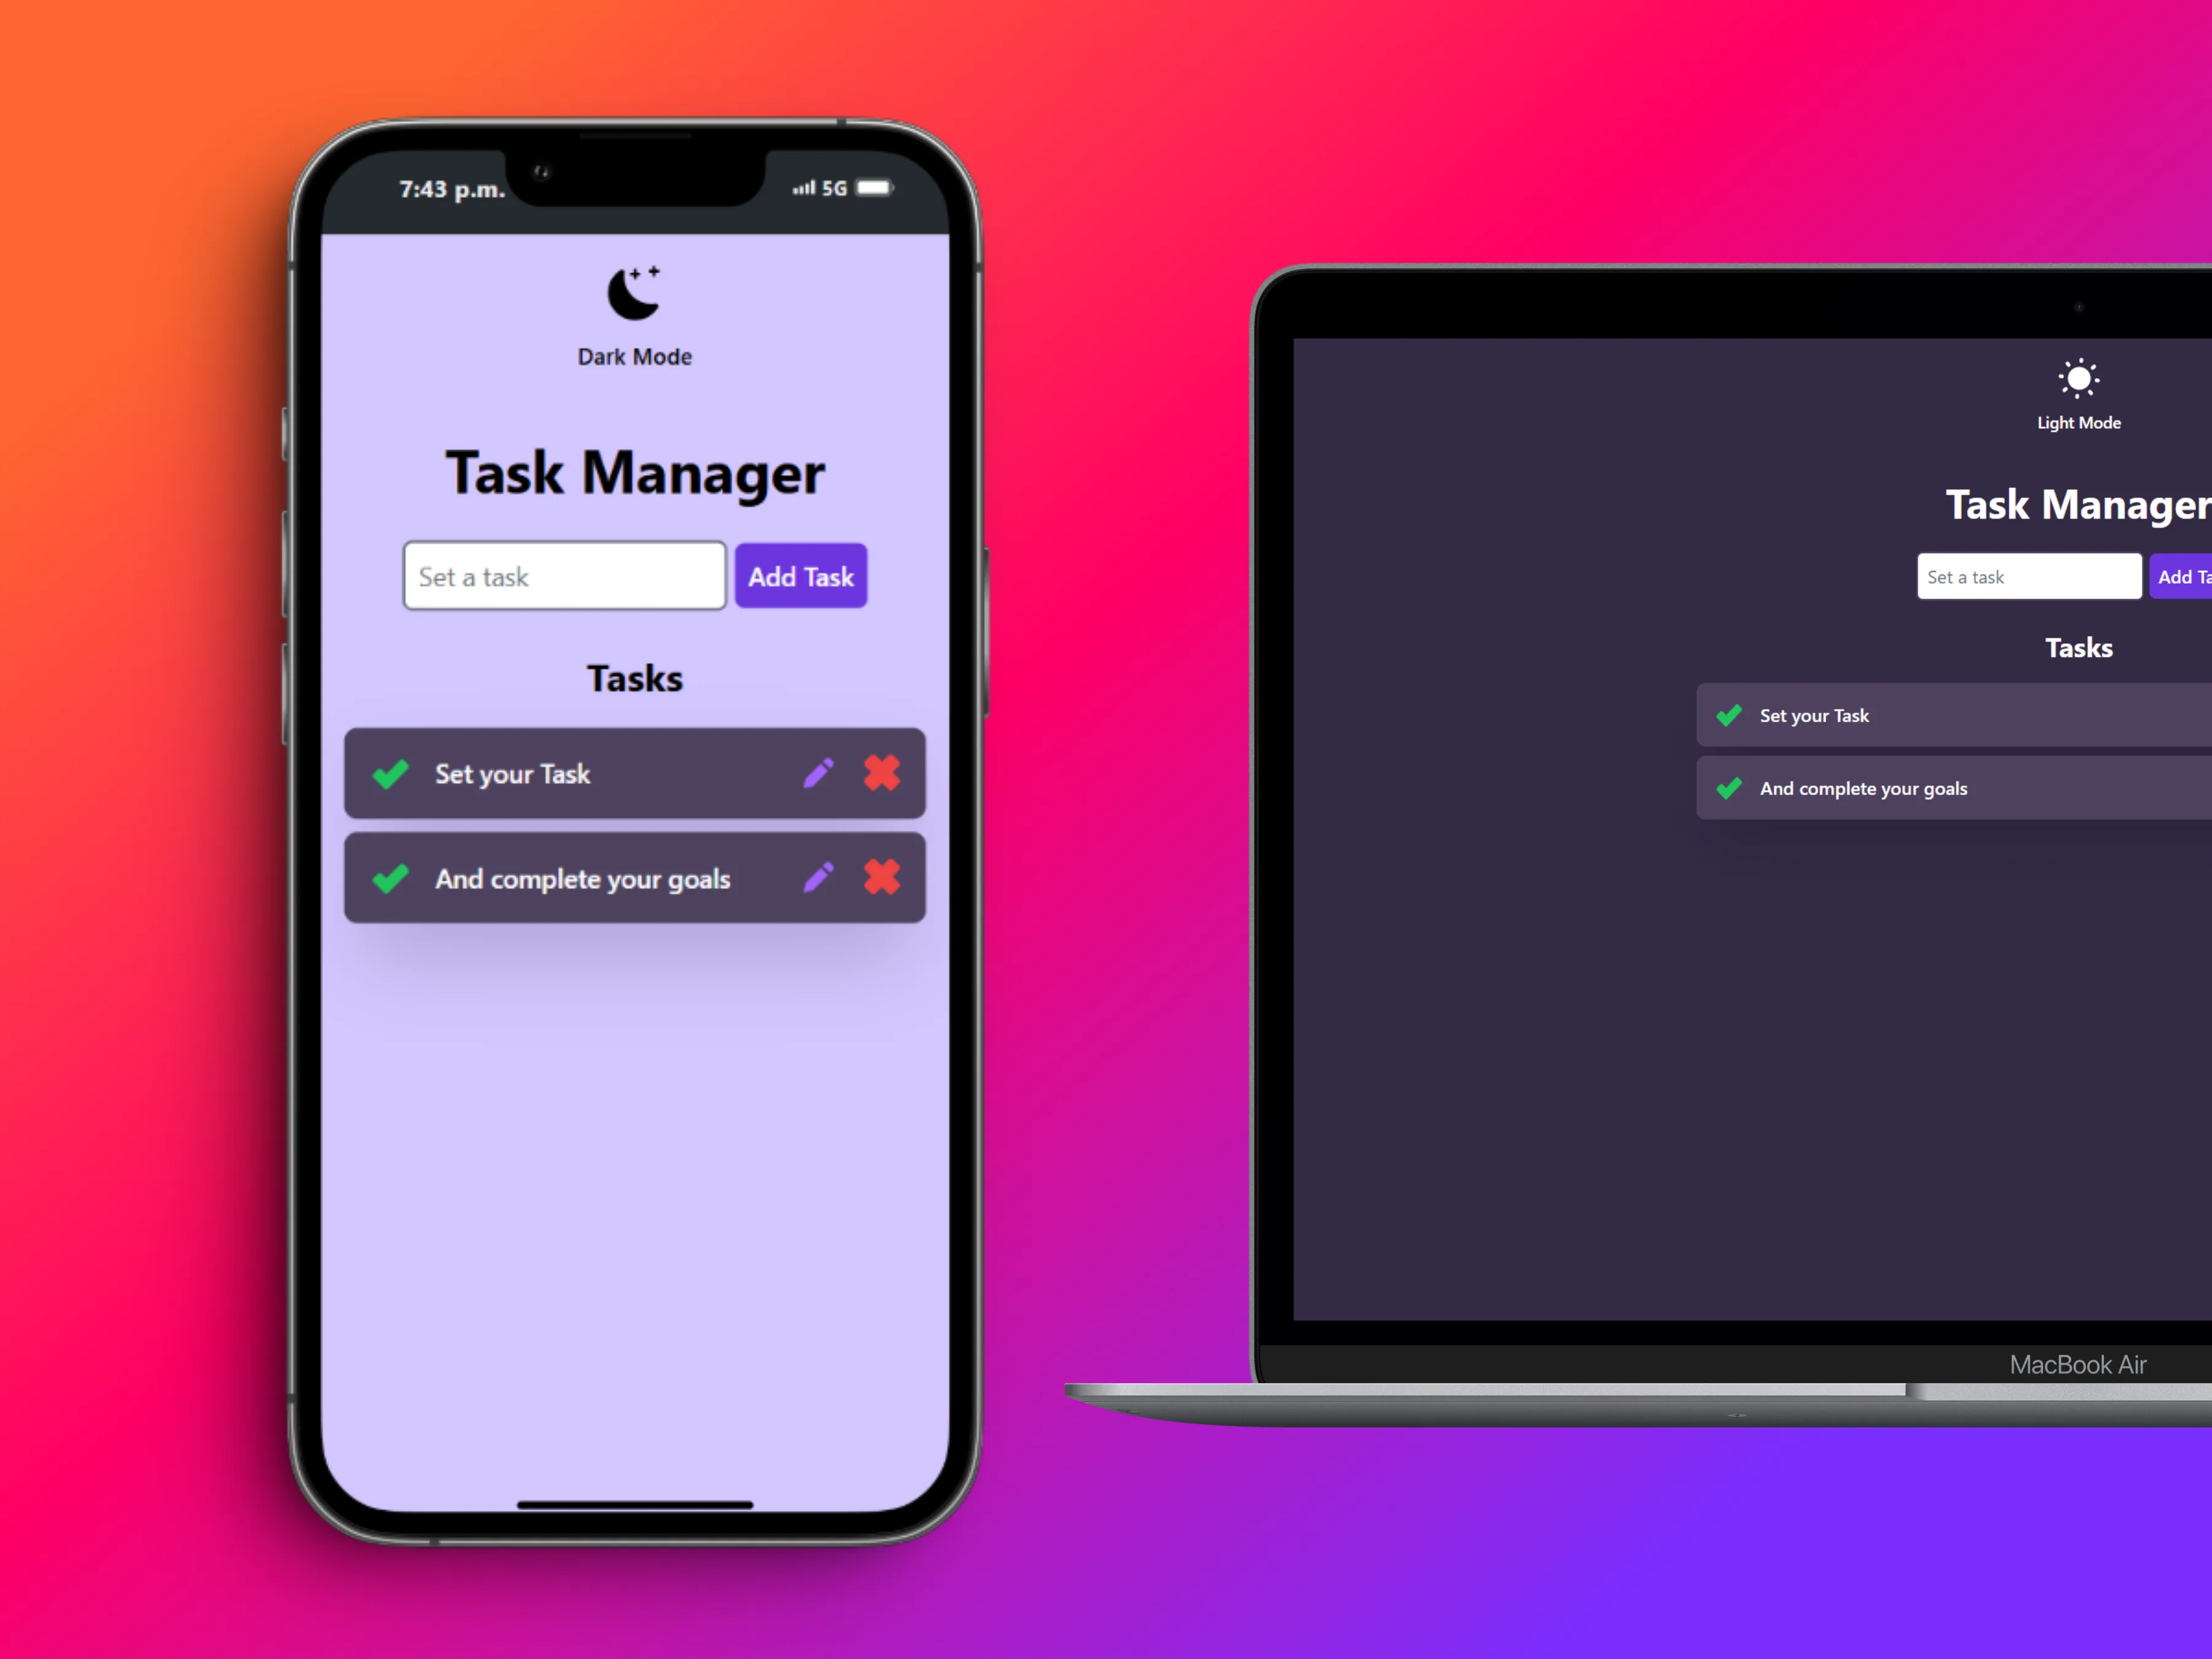 7:43 p.m.
5G
Dark Mode
Task Manager
Set a task
Add Task
Tasks
Set your Task
And complete your goals
Light Mode
Task Manager
Set a task
Add Ta
Tasks
Set your Task
And complete your goals
MacBook Air